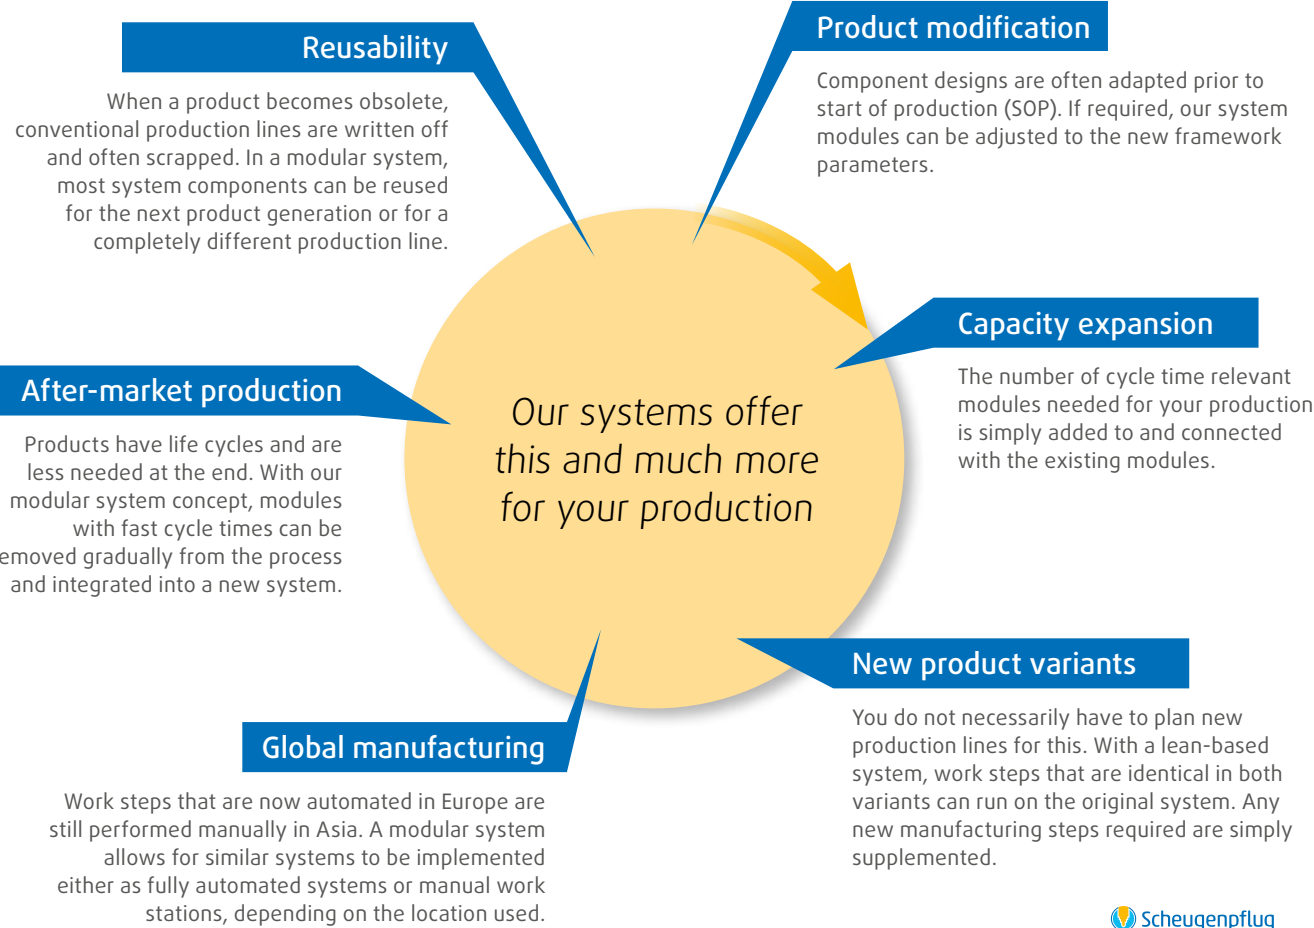 Reusability
When a product becomes obsolete,
conventional production lines are written off
and often scrapped. In a modular system,
most system components can be reused
for the next product generation or for a
completely different production line.
Product modification
Component designs are often adapted prior to
start of production (SOP). If required, our system
modules can be adjusted to the new framework
parameters.
Capacity expansion
The number of cycle time relevant
modules needed for your production
is simply added to and connected
with the existing modules.
After-market production
Products have life cycles and are
less needed at the end. With our
modular system concept, modules
with fast cycle times can be
emoved gradually from the process
and integrated into a new system.
Our systems offer
this and much more
for your production
New product variants
You do not necessarily have to plan new
production lines for this. With a lean-based
system, work steps that are identical in both
variants can run on the original system. Any
new manufacturing steps required are simply
supplemented.
Global manufacturing
Work steps that are now automated in Europe are
still performed manually in Asia. A modular system
allows for similar systems to be implemented
either as fully automated systems or manual work
stations, depending on the location used.
Scheugenpflug